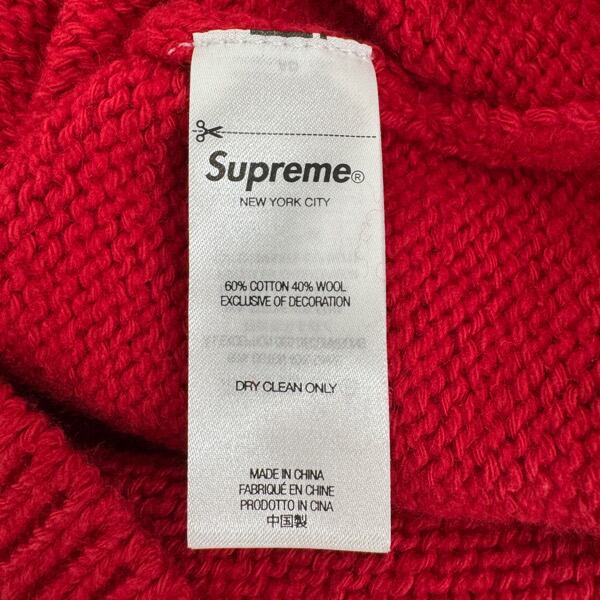 Supreme®
NEW YORK CITY
60% COTTON 40% WOOL
EXCLUSIVE OF DECORATION
DRY CLEAN ONLY
MADE IN CHINA
FABRIQUÉ EN CHINE
PRODOTTO IN CINA
中国製